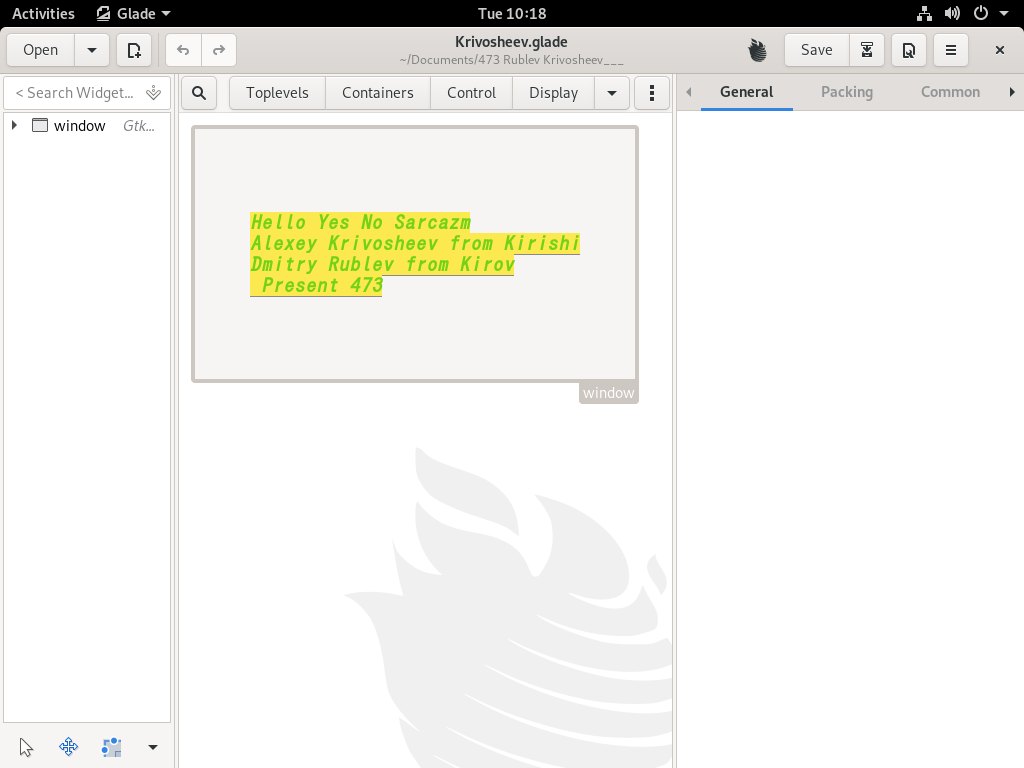 Activities Glade Tue 10:18
Open Krivosheev.glade Save
~/Documents/473 Rublev Krivosheev___
< Search Widget... Toplevels Containers Control Display General Packing Common
window Gtk...
Hello Yes No Sarcazm
Alexey Krivosheev from Kirishi
Dmitry Rublev from Kirov
Present 473
window